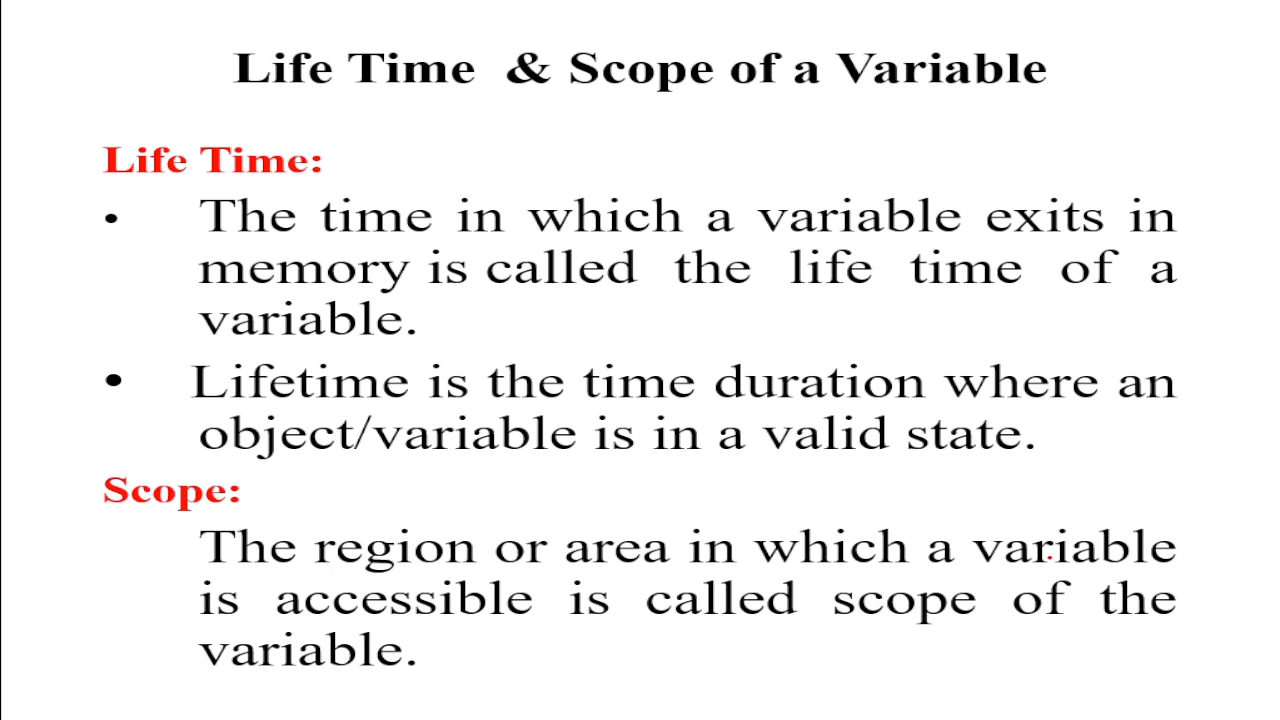 Life Time & Scope of a Variable
Life Time:
• The time in which a variable exits in
memory is called the life time of a
variable.
• Lifetime is the time duration where an
object/variable is in a valid state.
Scope:
The region or area in which a variable
is accessible is called scope of the
variable.